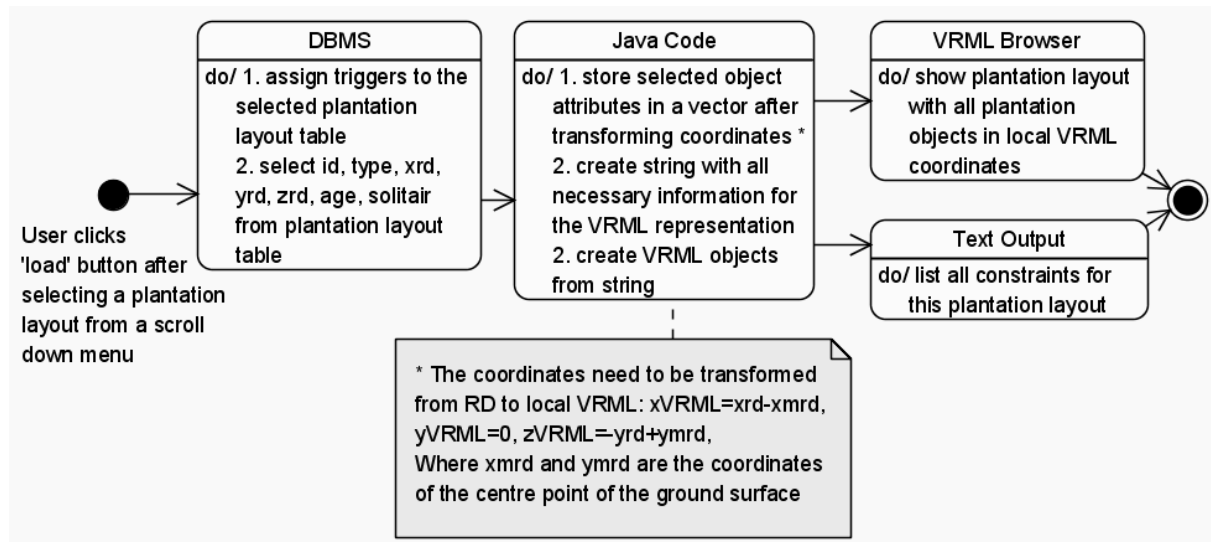 User clicks
'load' button after
selecting a plantation
layout from a scroll
down menu
DBMS
do/ 1. assign triggers to the
selected plantation
layout table
2. select id, type, xrd,
yrd, zrd, age, solitair
from plantation layout
table
Java Code
do/ 1. store selected object
attributes in a vector after
transforming coordinates *
2. create string with all
necessary information for
the VRML representation
2. create VRML objects
from string
VRML Browser
do/ show plantation layout
with all plantation
objects in local VRML
coordinates
Text Output
do/ list all constraints for
this plantation layout
* The coordinates need to be transformed
from RD to local VRML: xVRML=xrd-xmrd,
yVRML=0, zVRML=-yrd+ymrd,
Where xmrd and ymrd are the coordinates
of the centre point of the ground surface